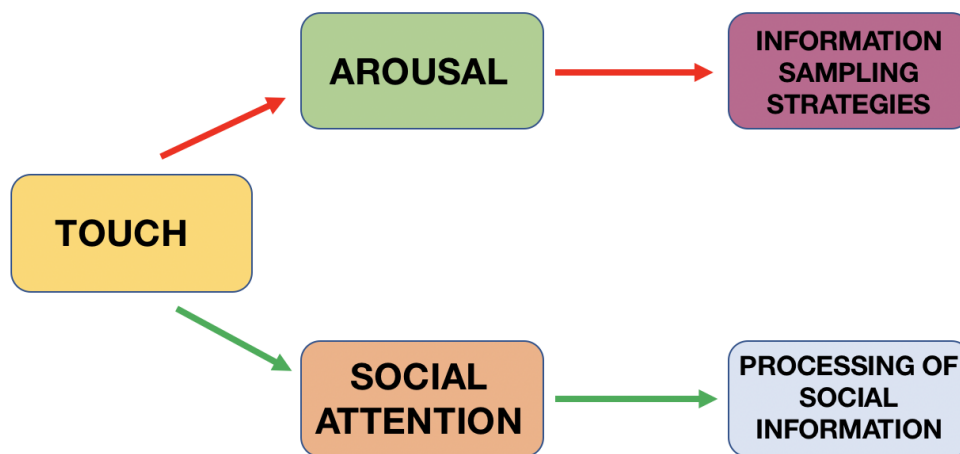 AROUSAL
INFORMATION
SAMPLING
STRATEGIES
TOUCH
SOCIAL
ATTENTION
PROCESSING OF
SOCIAL
INFORMATION